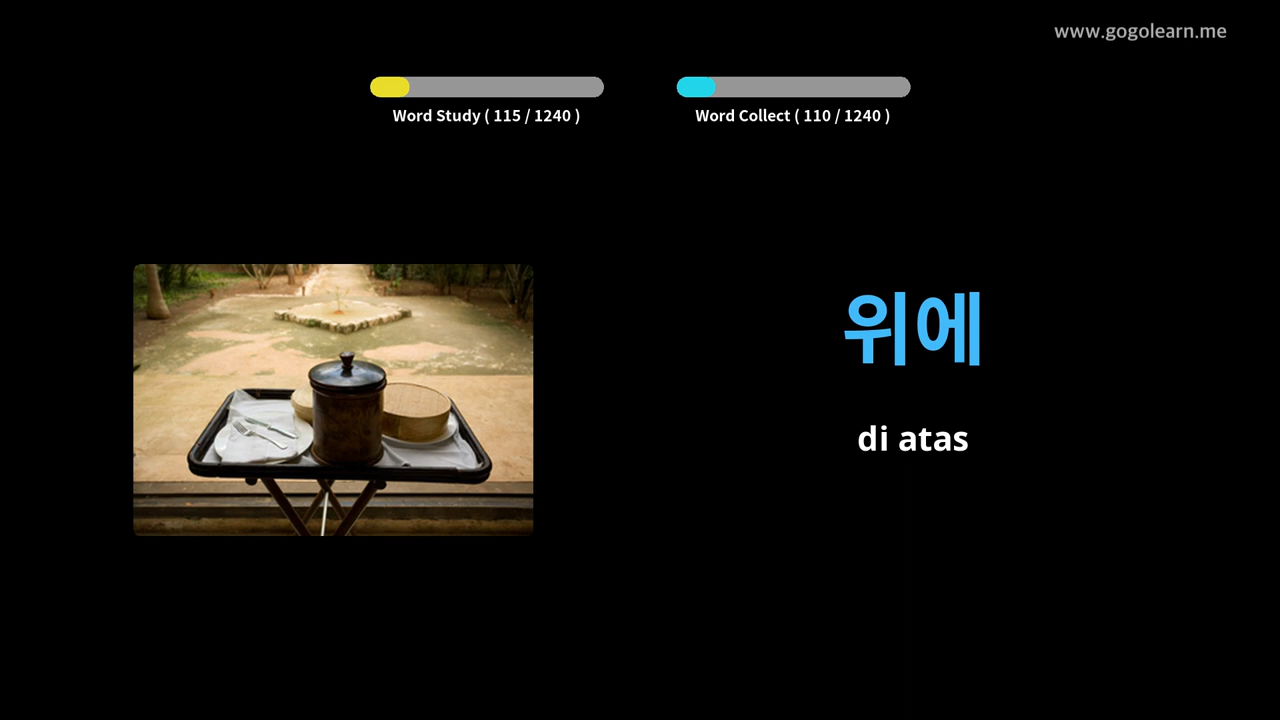 www.gogolearn.me
Word Study ( 115 / 1240 )
Word Collect ( 110 / 1240 )
위에
di atas